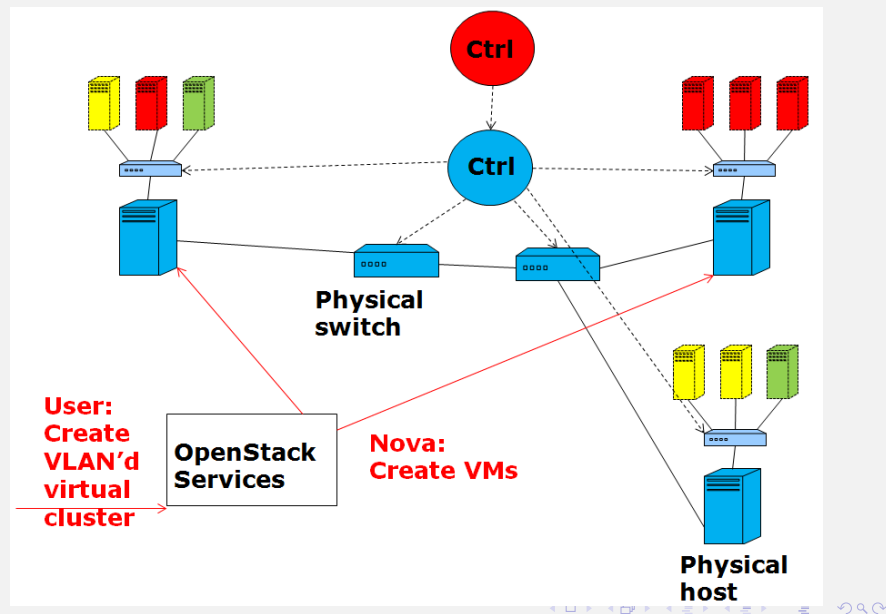 Ctrl
Ctrl
Physical
switch
User:
Create
VLAN’d
virtual
cluster
OpenStack
Services
Nova:
Create VMs
Physical
host